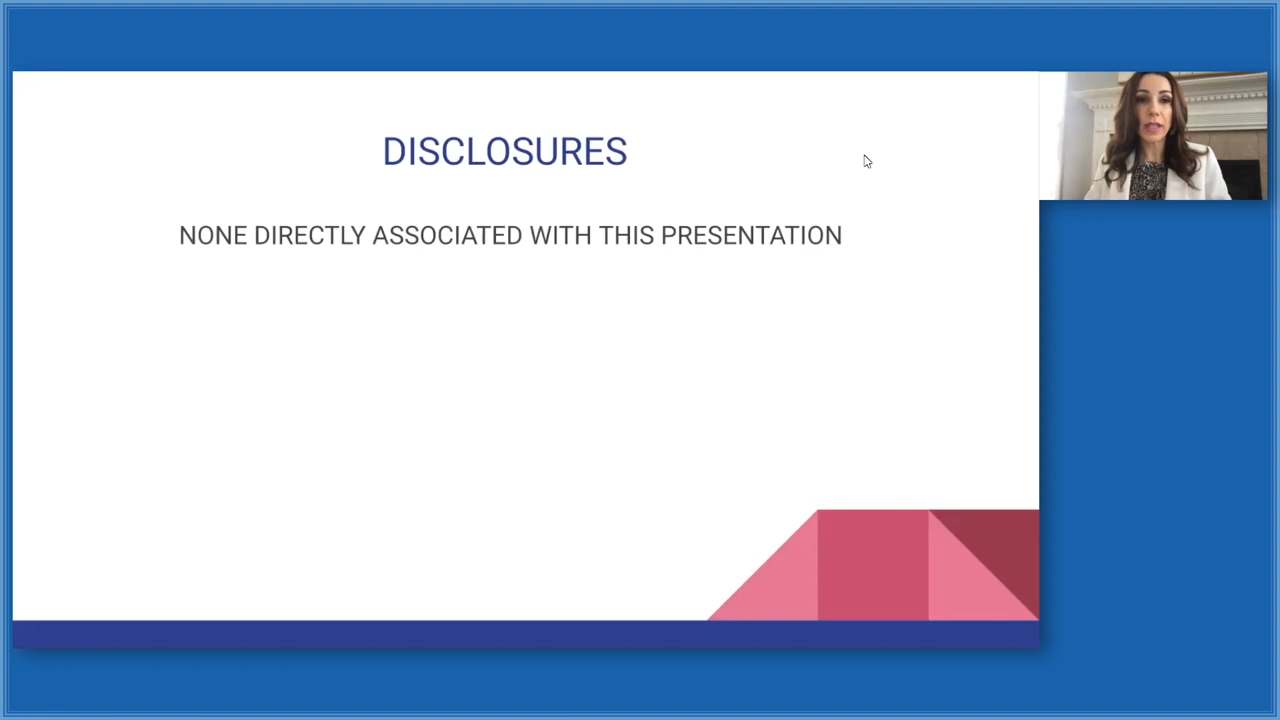 DISCLOSURES
NONE DIRECTLY ASSOCIATED WITH THIS PRESENTATION